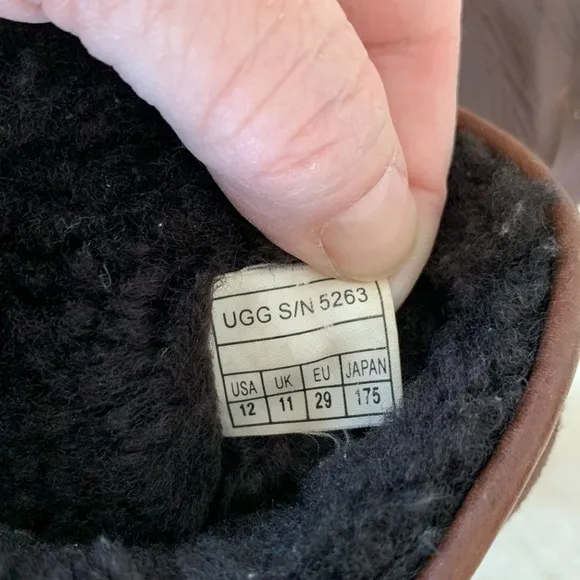 UGG S/N 5263
USA UK EU JAPAN
12 11 29 175